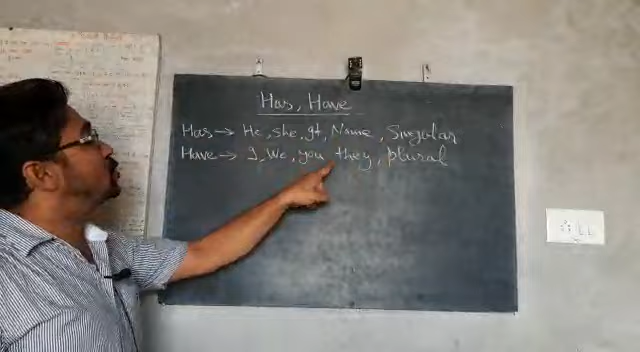 Has, Have
Has → He, she, It, Name, Singular
Have → I, We, you they, plural